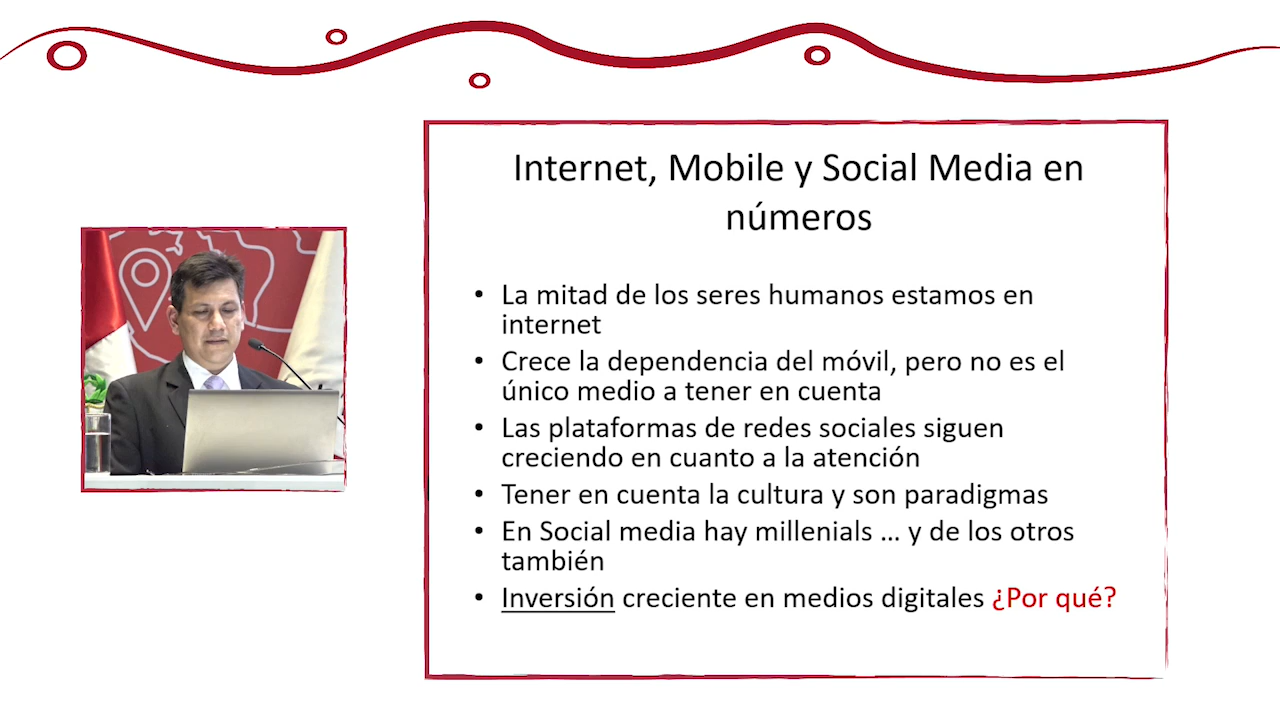 Internet, Mobile y Social Media en
números
• La mitad de los seres humanos estamos en
internet
• Crece la dependencia del móvil, pero no es el
único medio a tener en cuenta
• Las plataformas de redes sociales siguen
creciendo en cuanto a la atención
• Tener en cuenta la cultura y son paradigmas
• En Social media hay millenials ... y de los otros
también
• Inversión creciente en medios digitales ¿Por qué?